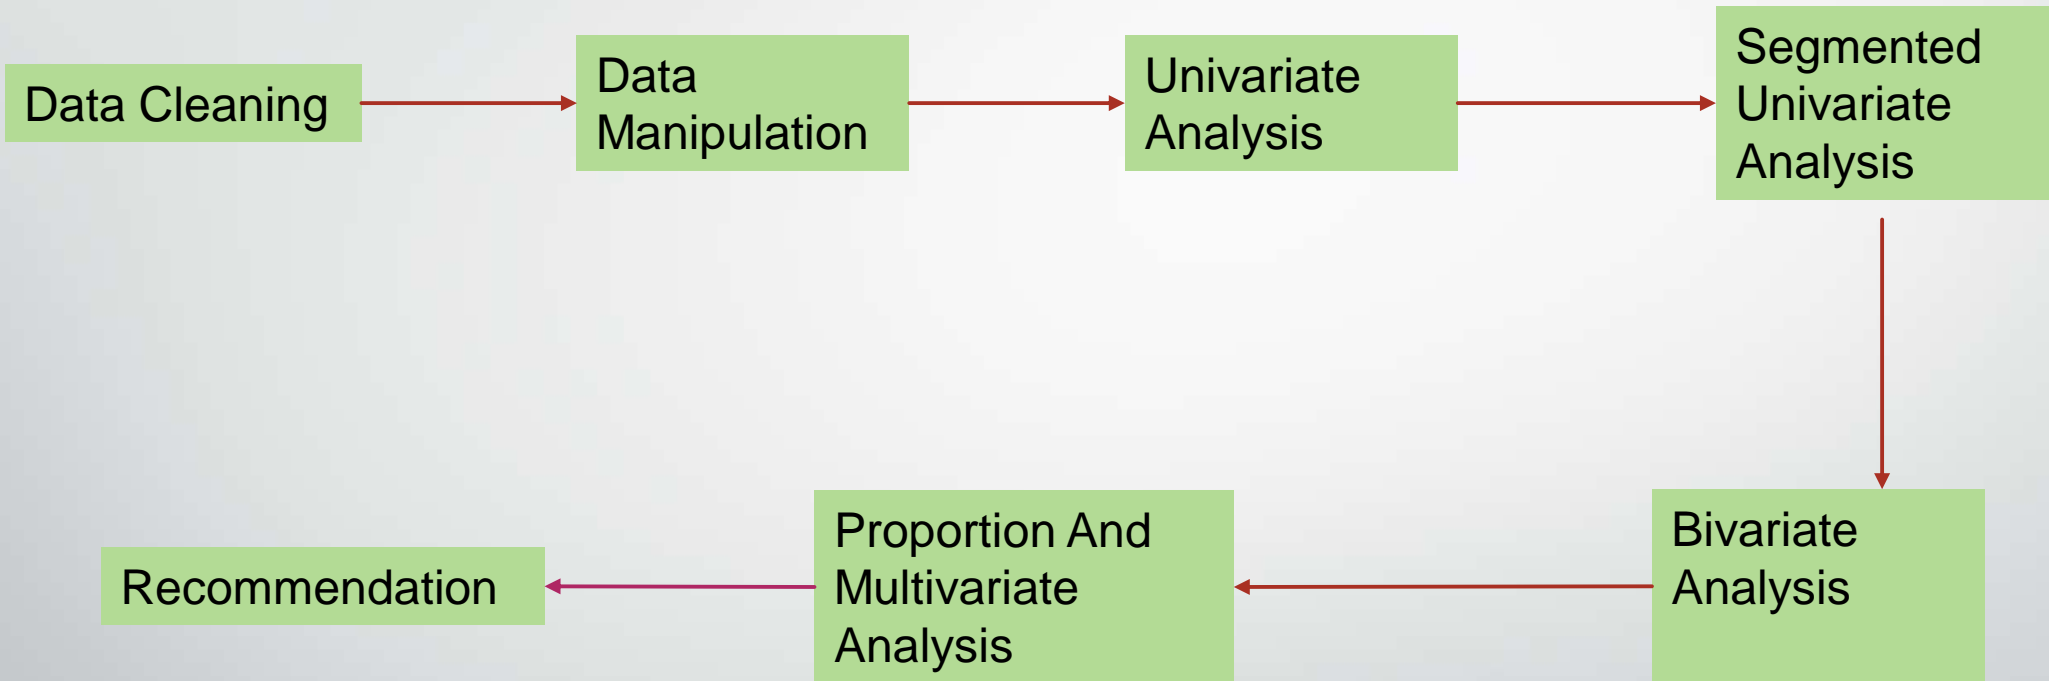 Data Cleaning
Data
Manipulation
Univariate
Analysis
Segmented
Univariate
Analysis
Bivariate
Analysis
Proportion And
Multivariate
Analysis
Recommendation